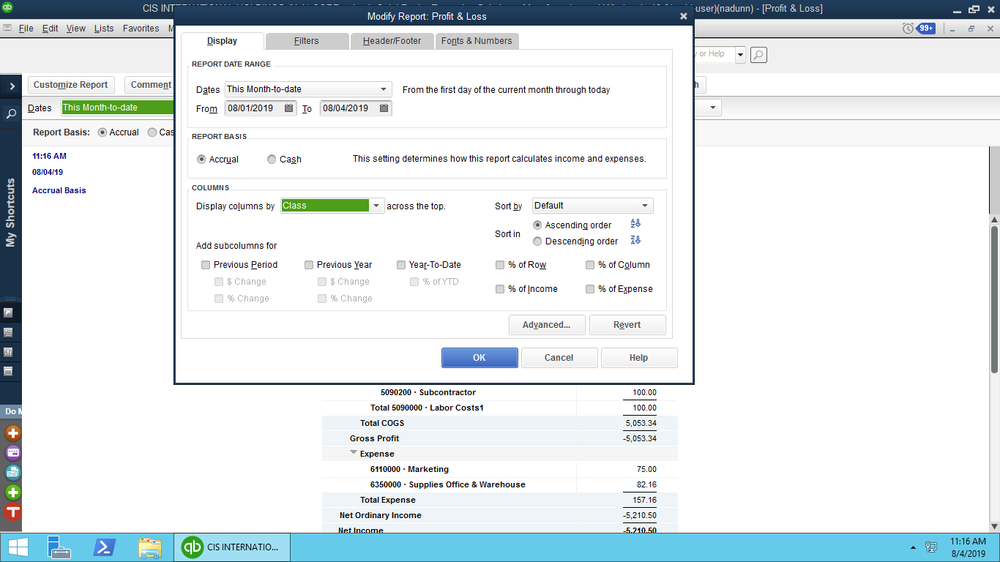 Modify Report: Profit & Loss
-user)(nadunn) - [Profit & Loss]
File Edit View Lists Favorites
99+
Display Filters Header/Footer Fonts & Numbers
y or Help
Customize Report Comment
Dates This Month-to-date
Report Basis: Accrual Cas
11:16 AM
08/04/19
Accrual Basis
My Shortcuts
Do M
REPORT DATE RANGE
Dates This Month-to-date From the first day of the current month through today
From 08/01/2019 To 08/04/2019
REPORT BASIS
Accrual Cash This setting determines how this report calculates income and expenses.
COLUMNS
Display columns by Class across the top. Sort by Default
Sort in Ascending order
Descending order
Add subcolumns for
Previous Period Previous Year Year-To-Date % of Row % of Column
$ Change $ Change % of YTD
% Change % Change % of Income % of Expense
Advanced... Revert
OK Cancel Help
5090200 · Subcontractor 100.00
Total 5090000 · Labor Costs1 100.00
Total COGS 5,053.34
Gross Profit -5,053.34
Expense
6110000 · Marketing 75.00
6350000 · Supplies Office & Warehouse 82.16
Total Expense 157.16
Net Ordinary Income -5,210.50
Net Income -5,210.50
qb CIS INTERNATIO...
11:16 AM
8/4/2019